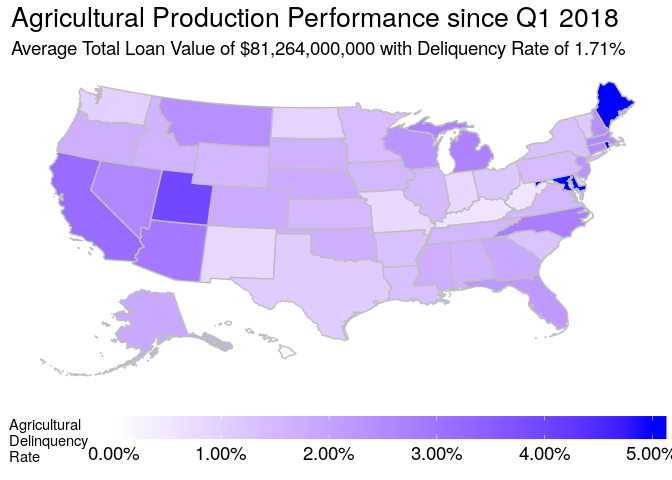 Agricultural Production Performance since Q1 2018
Average Total Loan Value of $81,264,000,000 with Deliquency Rate of 1.71%
Agricultural
Delinquency
Rate
0.00% 1.00% 2.00% 3.00% 4.00% 5.00%